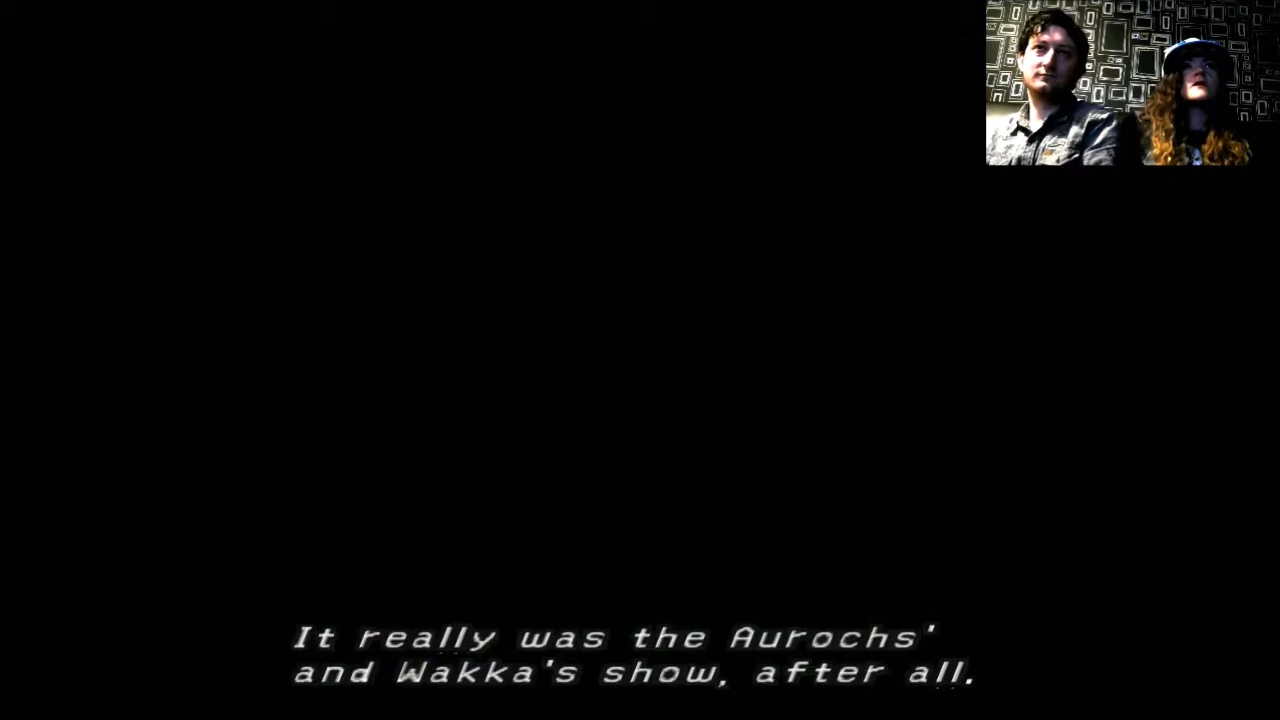 It really was the Aurochs'
and Wakka's show, after all.